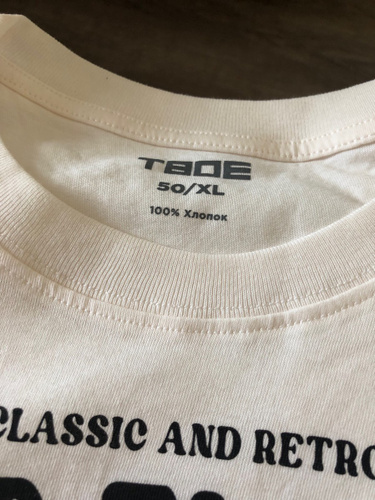 ТВОЕ
50/XL
100% Хлопок
CLASSIC AND RETRO